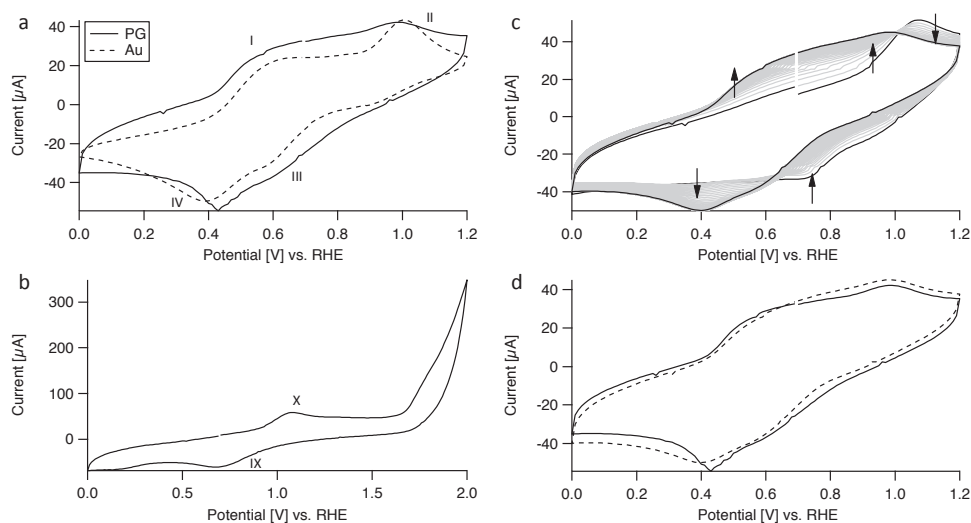 a
PG
Au
I
II
III
IV
40
20
0
-20
-40
Current [µA]
0.0 0.2 0.4 0.6 0.8 1.0 1.2
Potential [V] vs. RHE
c
40
20
0
-20
-40
Current [µA]
0.0 0.2 0.4 0.6 0.8 1.0 1.2
Potential [V] vs. RHE
b
X
IX
300
200
100
0
Current [µA]
0.0 0.5 1.0 1.5 2.0
Potential [V] vs. RHE
d
40
20
0
-20
-40
Current [µA]
0.0 0.2 0.4 0.6 0.8 1.0 1.2
Potential [V] vs. RHE